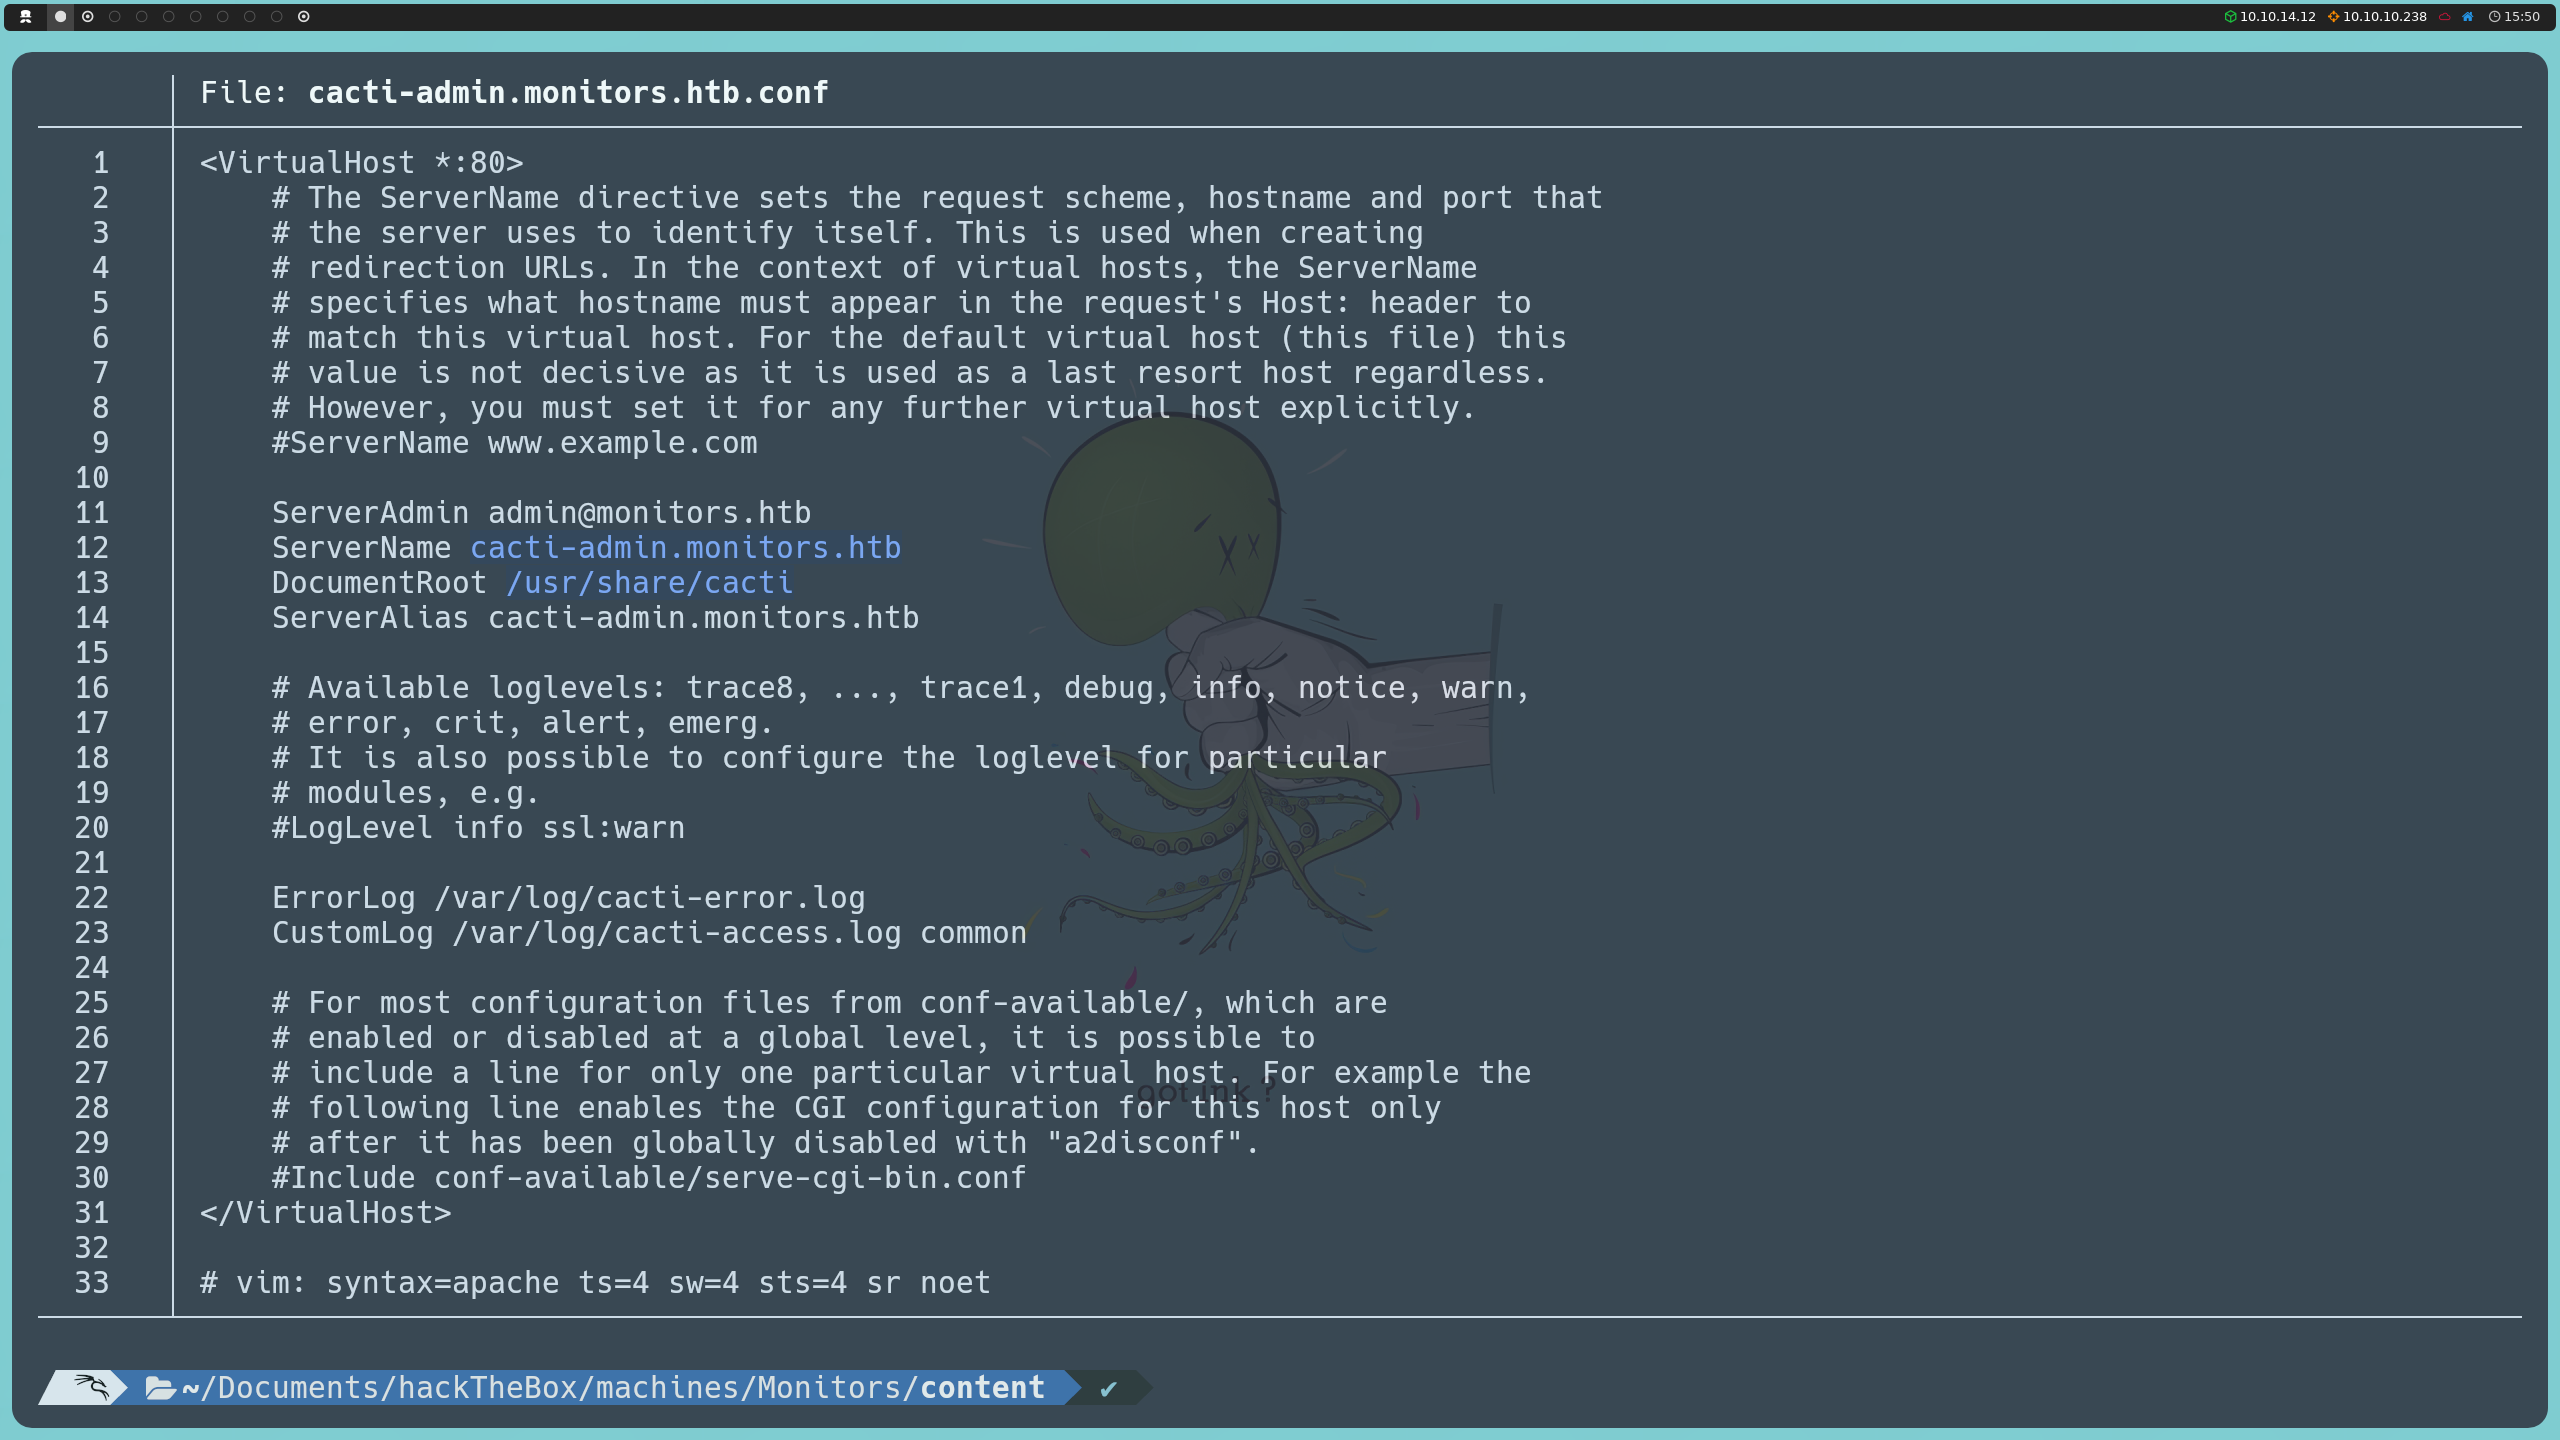 10.10.14.12 10.10.10.238 15:50
File: cacti-admin.monitors.htb.conf
1 <VirtualHost *:80>
2 # The ServerName directive sets the request scheme, hostname and port that
3 # the server uses to identify itself. This is used when creating
4 # redirection URLs. In the context of virtual hosts, the ServerName
5 # specifies what hostname must appear in the request's Host: header to
6 # match this virtual host. For the default virtual host (this file) this
7 # value is not decisive as it is used as a last resort host regardless.
8 # However, you must set it for any further virtual host explicitly.
9 #ServerName www.example.com
10
11 ServerAdmin admin@monitors.htb
12 ServerName cacti-admin.monitors.htb
13 DocumentRoot /usr/share/cacti
14 ServerAlias cacti-admin.monitors.htb
15
16 # Available loglevels: trace8, ..., trace1, debug, info, notice, warn,
17 # error, crit, alert, emerg.
18 # It is also possible to configure the loglevel for particular
19 # modules, e.g.
20 #LogLevel info ssl:warn
21
22 ErrorLog /var/log/cacti-error.log
23 CustomLog /var/log/cacti-access.log common
24
25 # For most configuration files from conf-available/, which are
26 # enabled or disabled at a global level, it is possible to
27 # include a line for only one particular virtual host. For example the
got ink ?
28 # following line enables the CGI configuration for this host only
29 # after it has been globally disabled with "a2disconf".
30 #Include conf-available/serve-cgi-bin.conf
31 </VirtualHost>
32
33 # vim: syntax=apache ts=4 sw=4 sts=4 sr noet
~/Documents/hackTheBox/machines/Monitors/content ✔